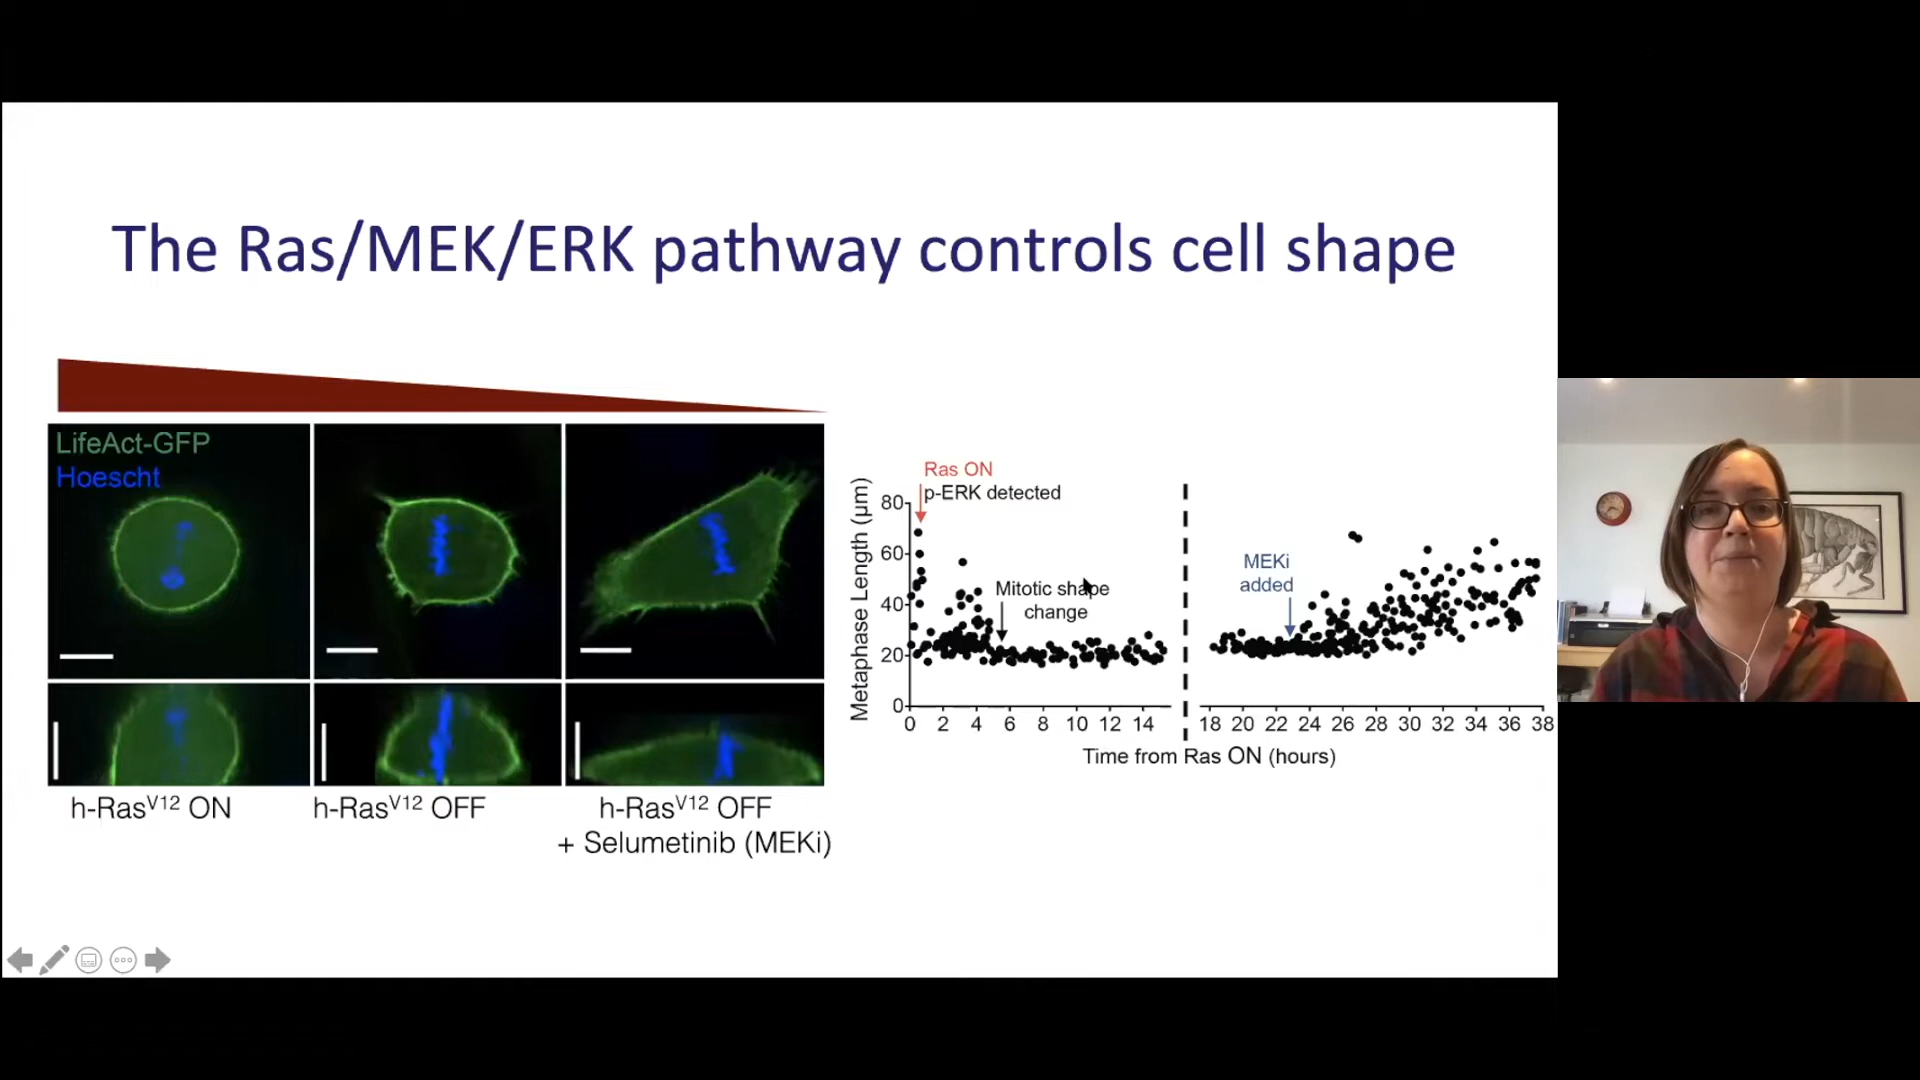 The Ras/MEK/ERK pathway controls cell shape
LifeAct-GFP
Hoescht
h-RasV12 ON
h-RasV12 OFF
h-RasV12 OFF
+ Selumetinib (MEKi)
Ras ON
p-ERK detected
Mitotic shape
change
MEKi
added
Metaphase Length (μm)
80
60
40
20
0
0 2 4 6 8 10 12 14 18 20 22 24 26 28 30 32 34 36 38
Time from Ras ON (hours)